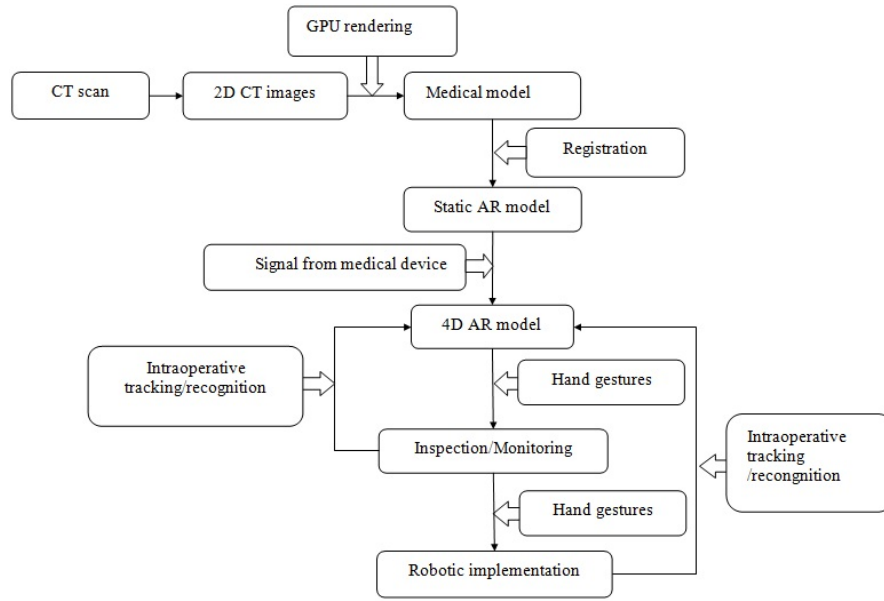 GPU rendering
CT scan
2D CT images
Medical model
Registration
Static AR model
Signal from medical device
4D AR model
Intraoperative
tracking/recognition
Hand gestures
Inspection/Monitoring
Intraoperative
tracking
/recongnition
Hand gestures
Robotic implementation